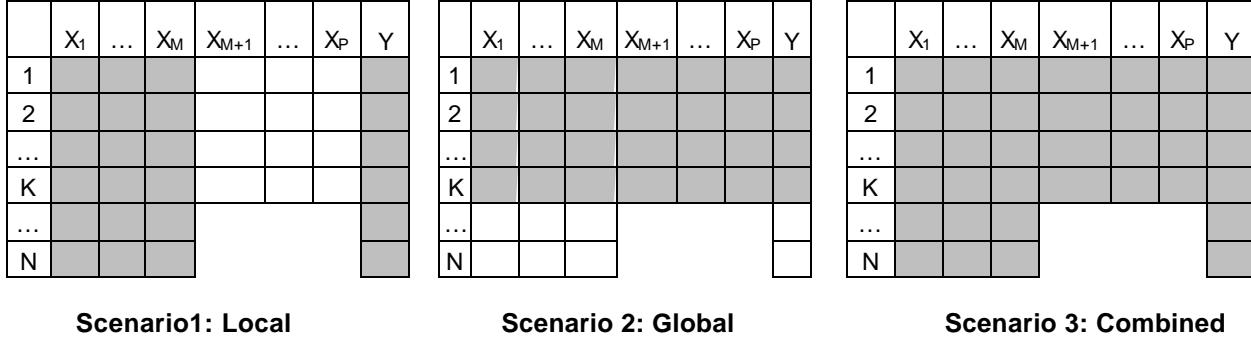 X1 … XM XM+1 … XP Y
1
2
…
K
…
N
Scenario1: Local
X1 … XM XM+1 … XP Y
1
2
…
K
…
N
Scenario 2: Global
X1 … XM XM+1 … XP Y
1
2
…
K
…
N
Scenario 3: Combined